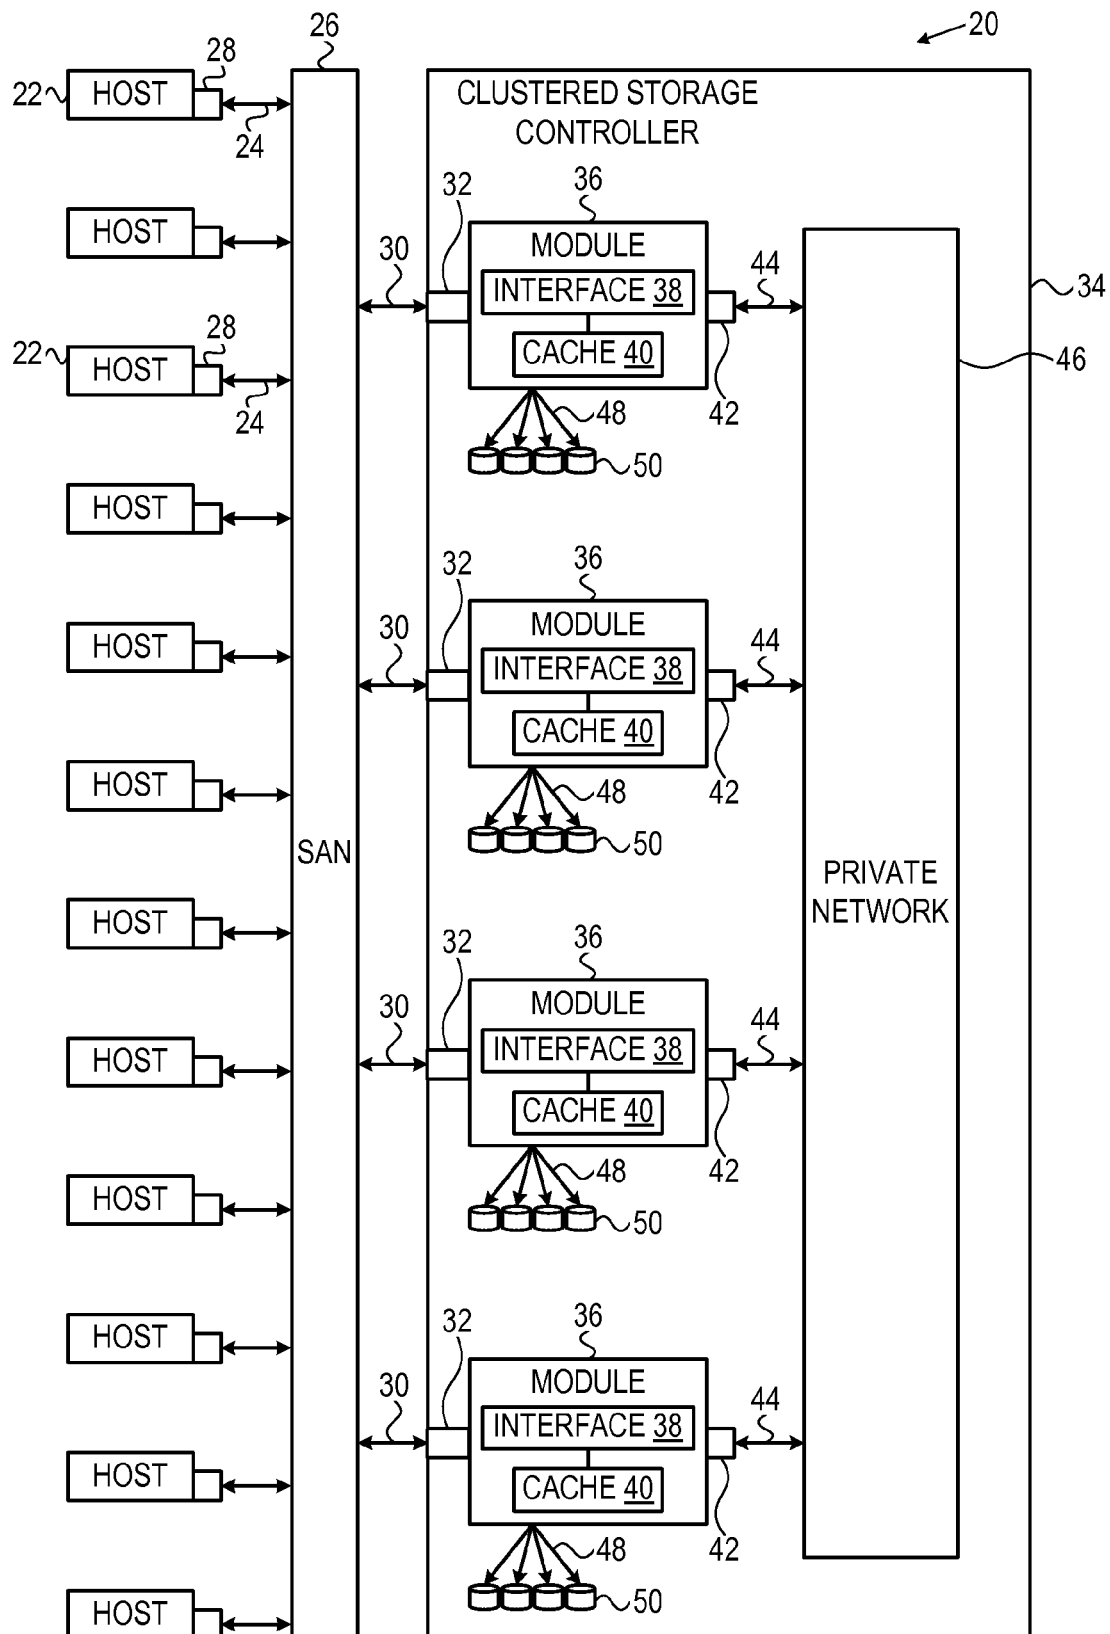 20
26
28
22 HOST
24
CLUSTERED STORAGE
CONTROLLER
36
32
HOST
MODULE
30
44
INTERFACE 38
34
28
22 HOST
CACHE 40
46
24
48
42
50
HOST
36
32
HOST
MODULE
30
44
INTERFACE 38
CACHE 40
HOST
48
42
50
SAN
PRIVATE
NETWORK
HOST
36
32
MODULE
30
44
HOST
INTERFACE 38
CACHE 40
48
42
HOST
50
36
32
HOST
MODULE
30
44
INTERFACE 38
HOST
CACHE 40
48
42
50
HOST